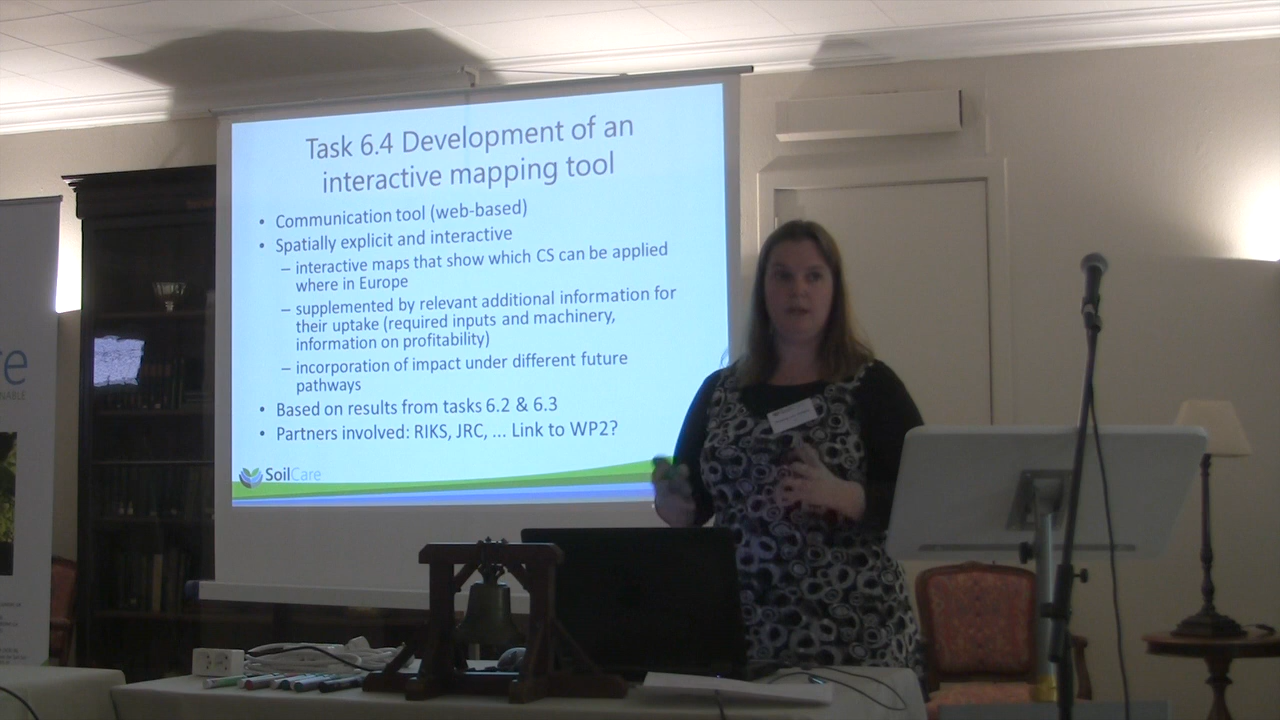 Task 6.4 Development of an
interactive mapping tool
• Communication tool (web-based)
• Spatially explicit and interactive
– interactive maps that show which CS can be applied
where in Europe
– supplemented by relevant additional information for
their uptake (required inputs and machinery,
information on profitability)
– incorporation of impact under different future
pathways
• Based on results from tasks 6.2 & 6.3
• Partners involved: RIKS, JRC, ... Link to WP2?
SoilCare
re
NABLE